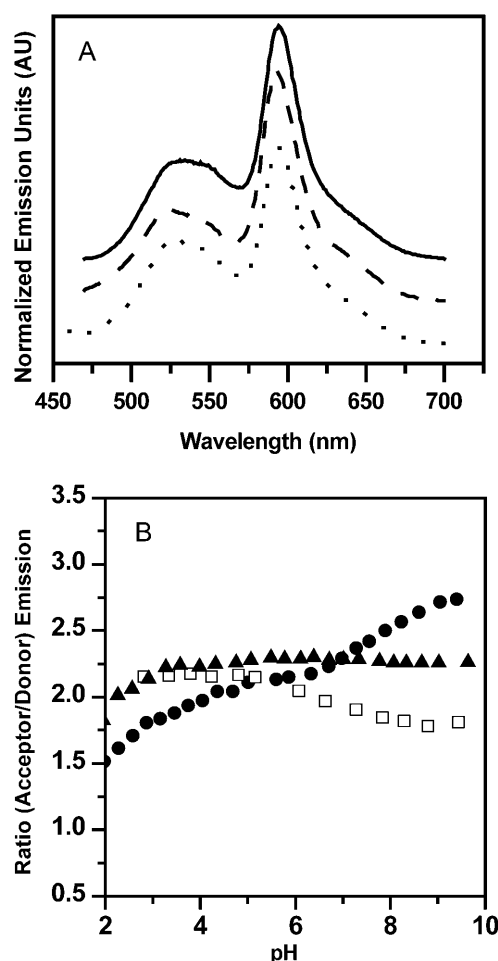 A
Normalized Emission Units (AU)
450 500 550 600 650 700
Wavelength (nm)
B
Ratio (Acceptor/Donor) Emission
3.5
3.0
2.5
2.0
1.5
1.0
0.5
2 4 6 8 10
pH